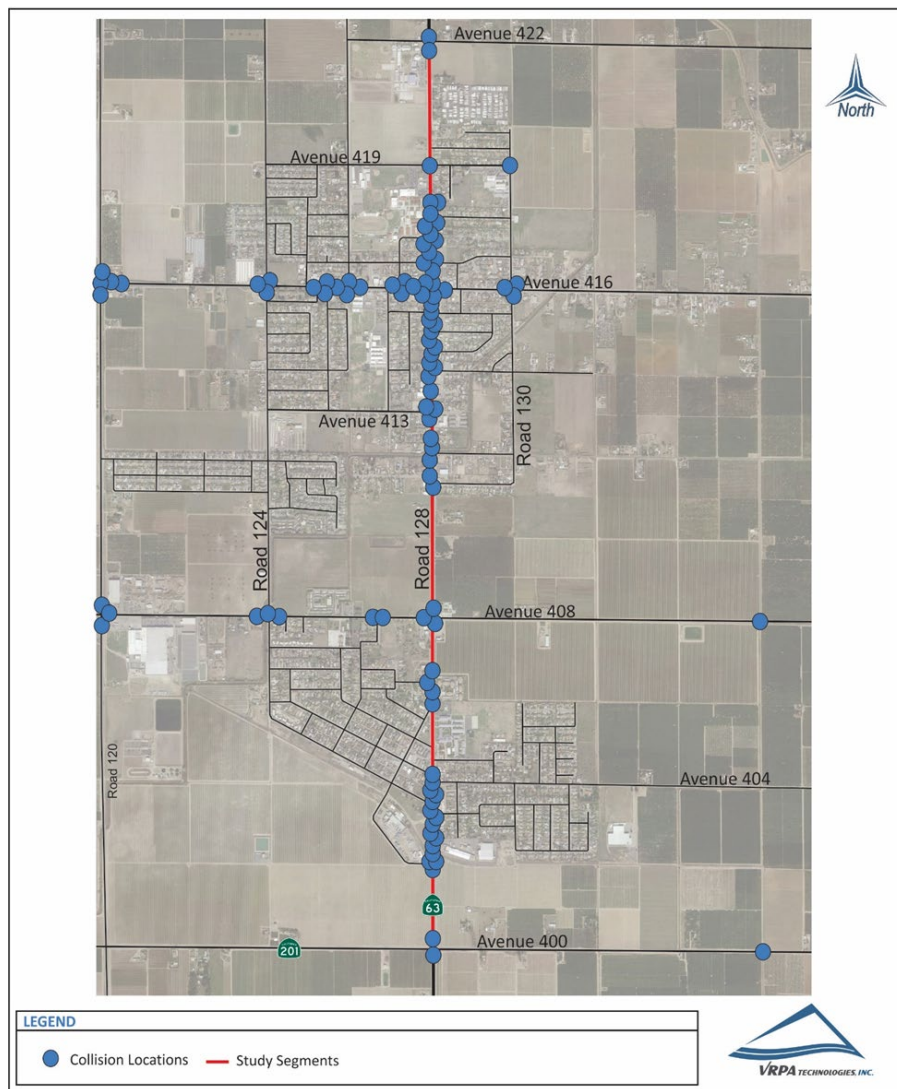 Avenue 422
North
Avenue 419
Avenue 416
Avenue 413
Road 130
Road 124
Road 128
Avenue 408
Road 120
Avenue 404
63
201
Avenue 400
LEGEND
Collision Locations
Study Segments
VRPA TECHNOLOGIES, INC.